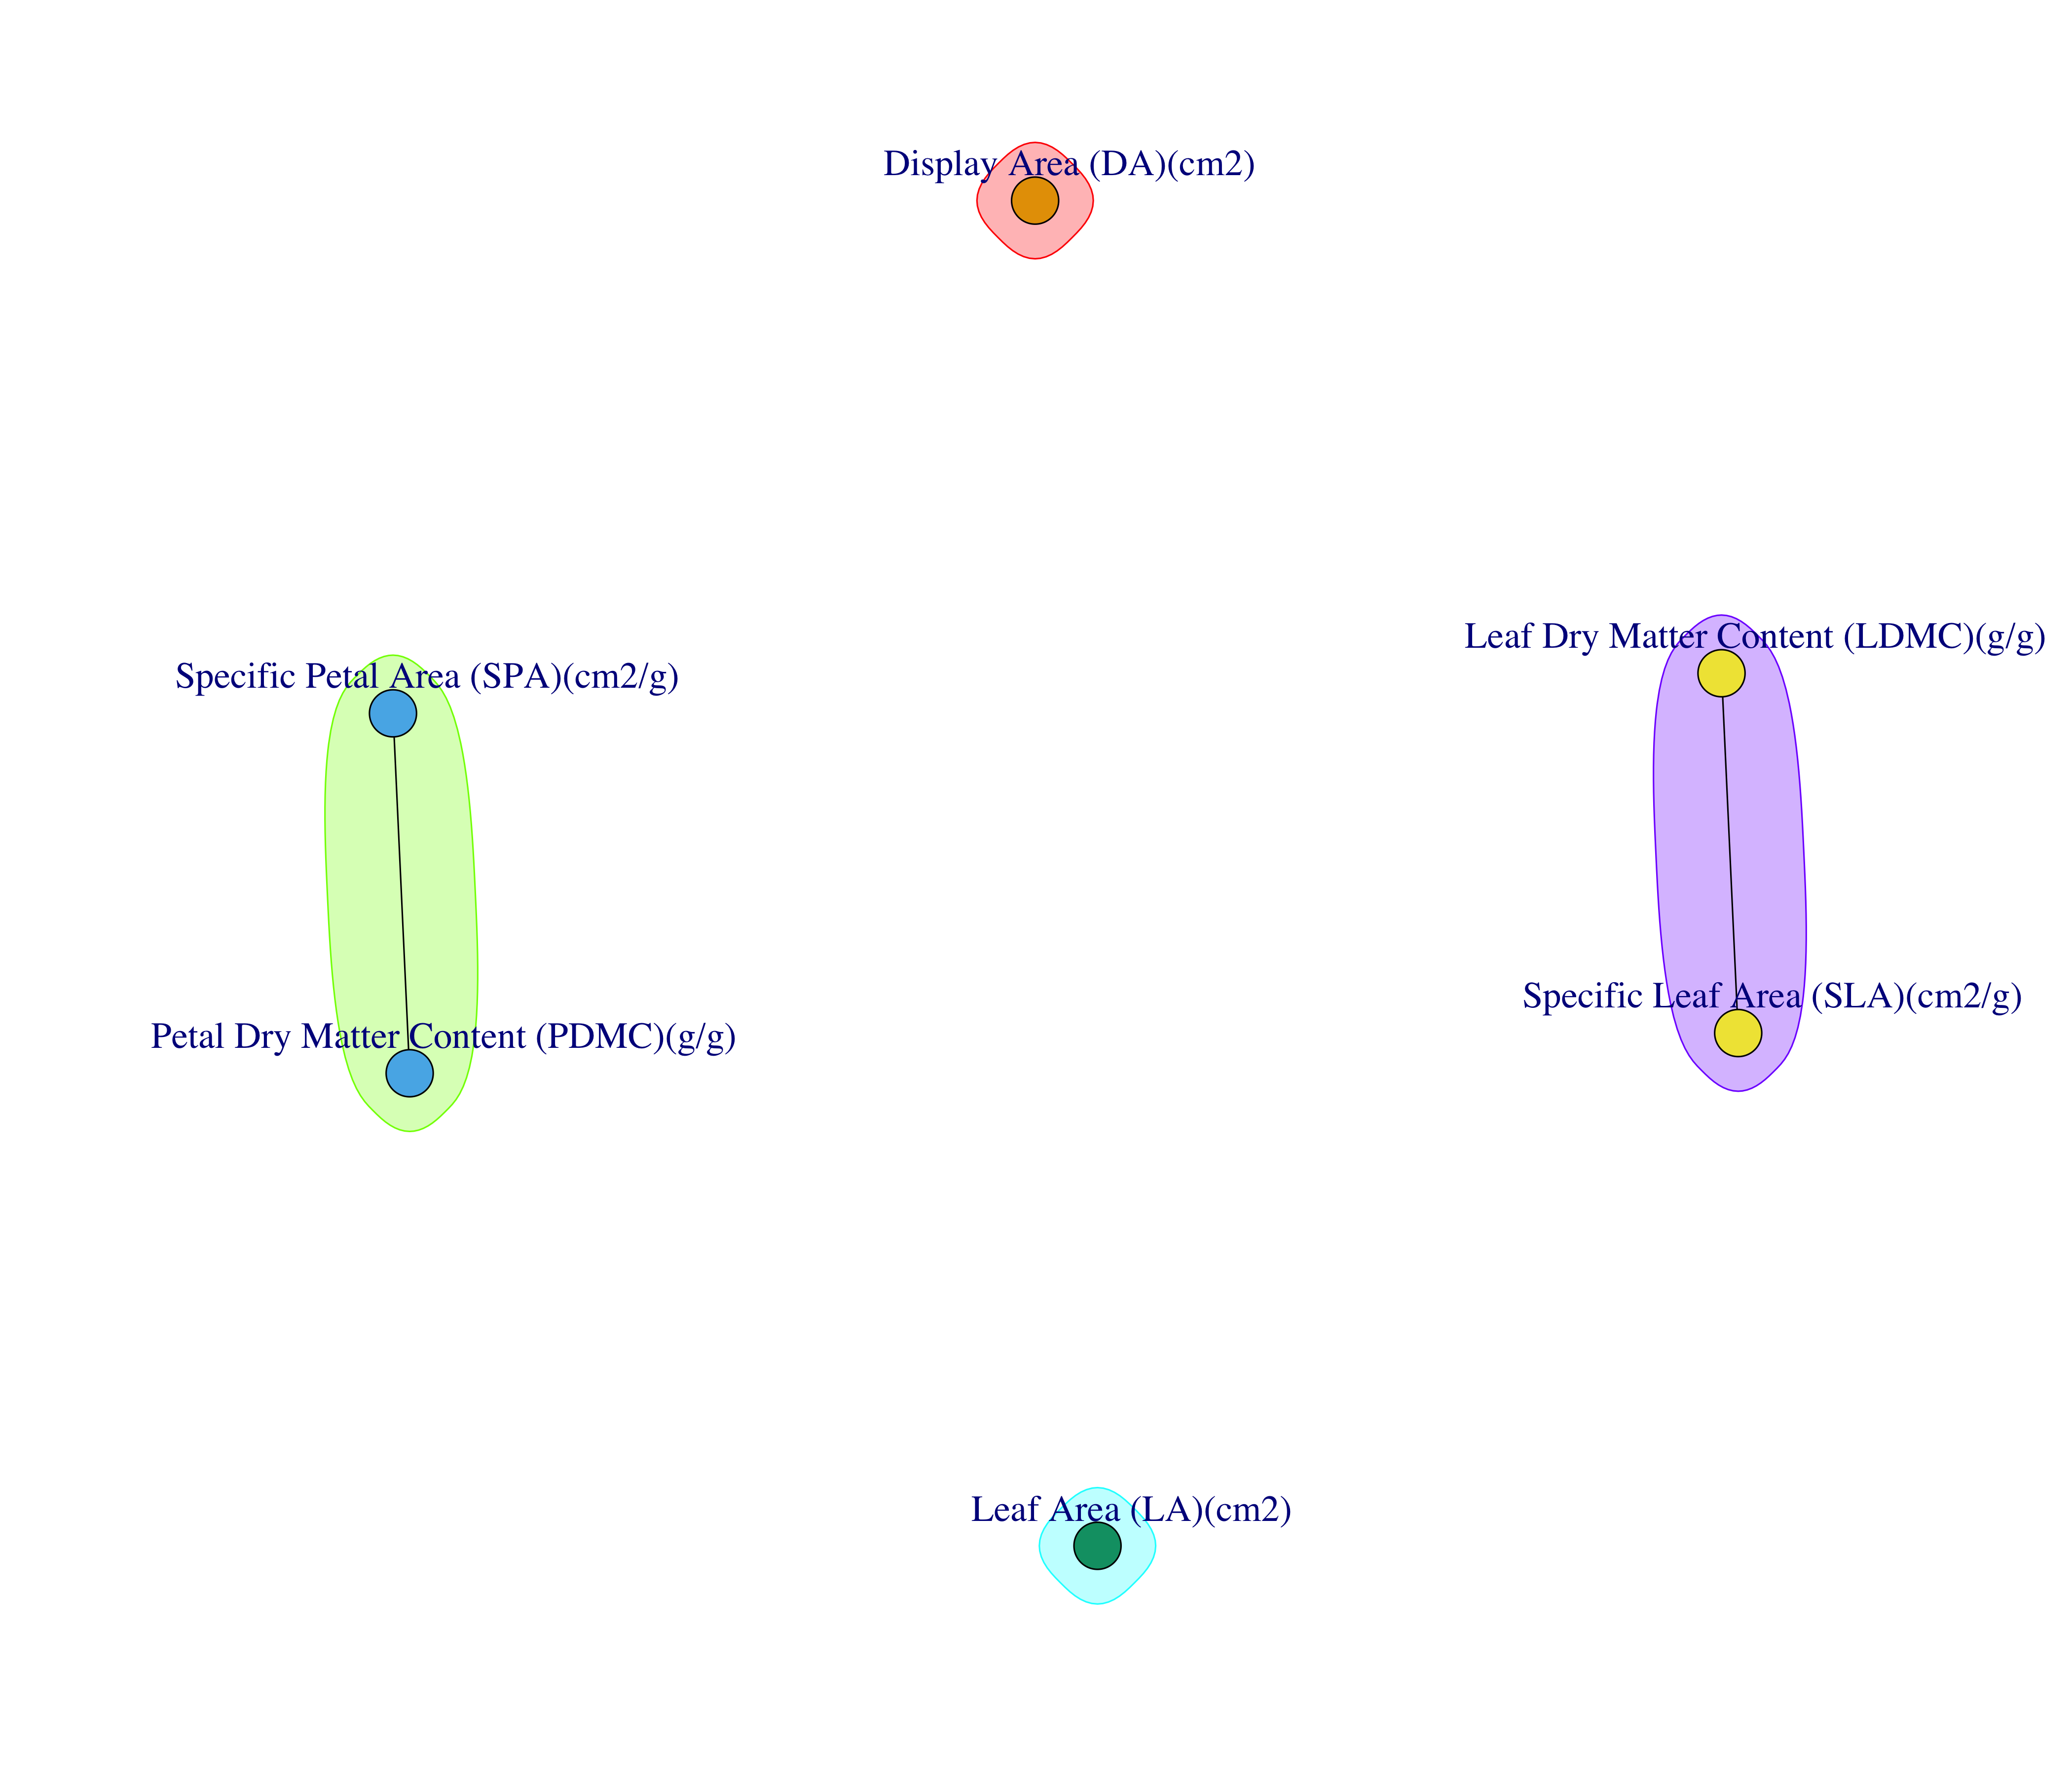 Display Area (DA)(cm2)
Leaf Dry Matter Content (LDMC)(g/g)
Specific Petal Area (SPA)(cm2/g)
Specific Leaf Area (SLA)(cm2/g)
Petal Dry Matter Content (PDMC)(g/g)
Leaf Area (LA)(cm2)